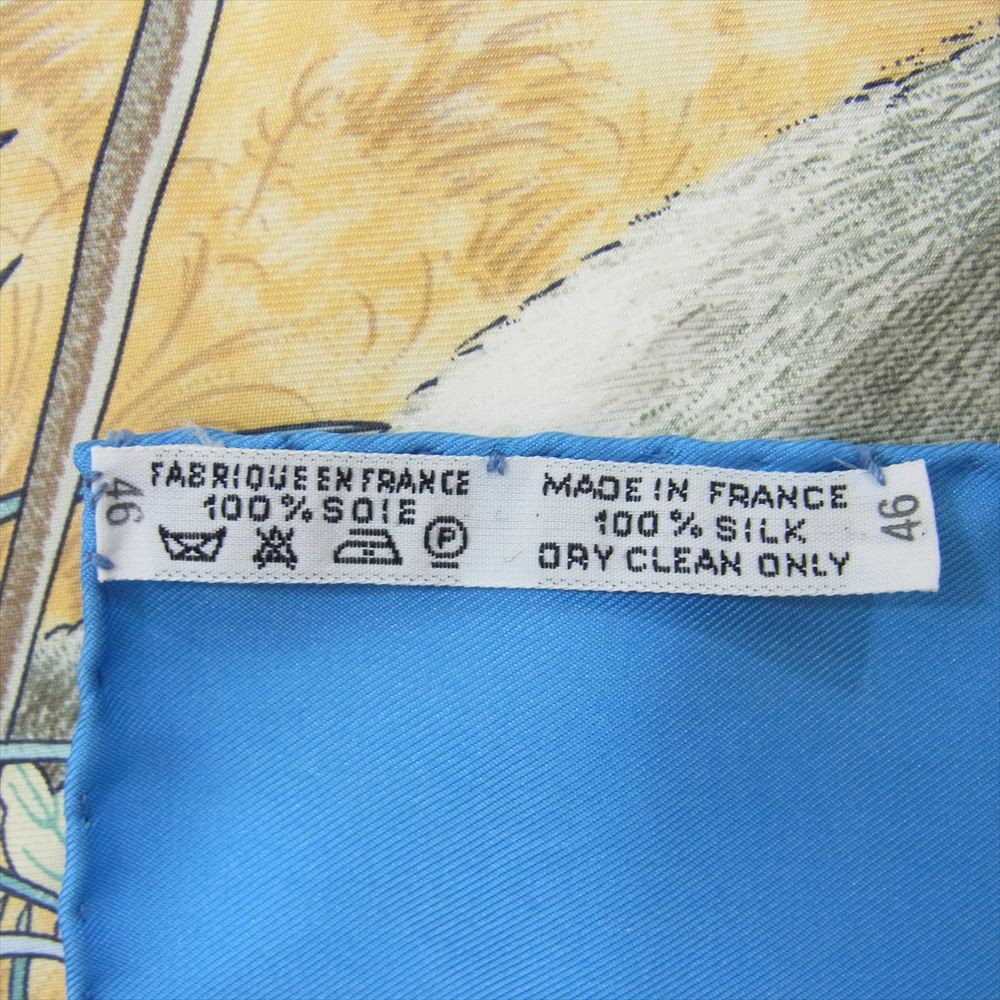 46
FABRIQUE EN FRANCE
100% SOIE
P
MADE IN FRANCE
100% SILK
DRY CLEAN ONLY
46